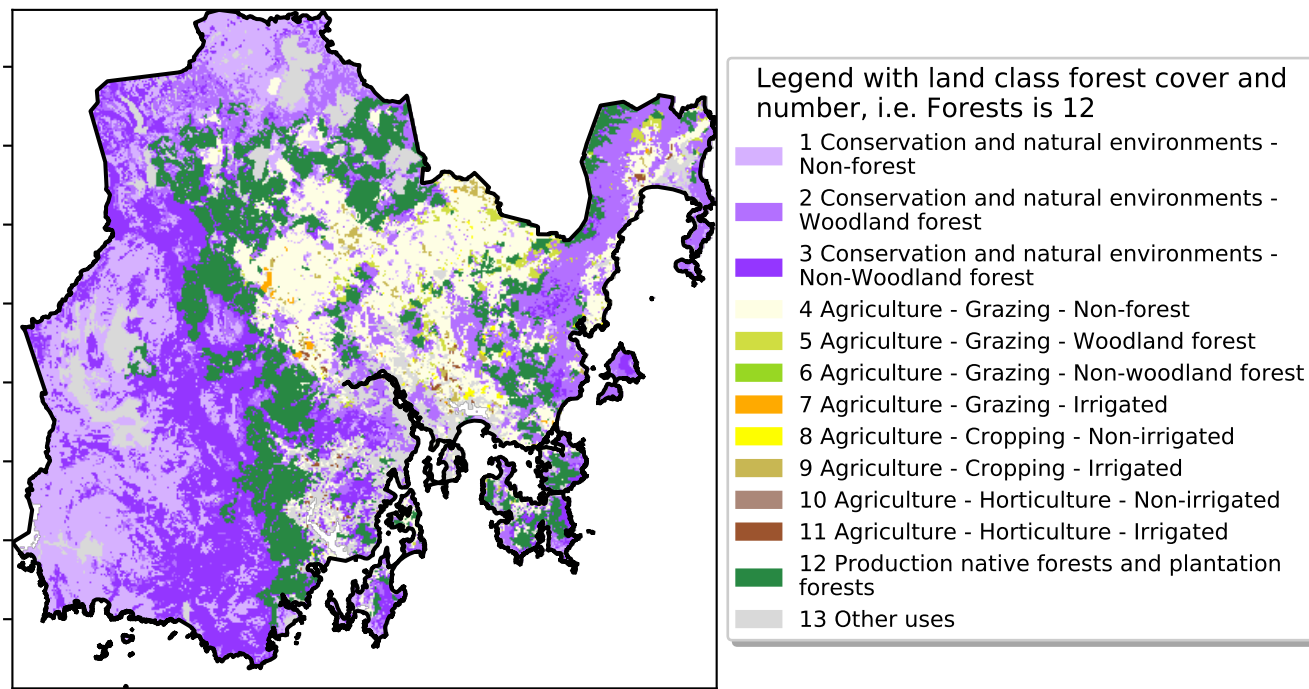 Legend with land class forest cover and
number, i.e. Forests is 12
1 Conservation and natural environments -
Non-forest
2 Conservation and natural environments -
Woodland forest
3 Conservation and natural environments -
Non-Woodland forest
4 Agriculture - Grazing - Non-forest
5 Agriculture - Grazing - Woodland forest
6 Agriculture - Grazing - Non-woodland forest
7 Agriculture - Grazing - Irrigated
8 Agriculture - Cropping - Non-irrigated
9 Agriculture - Cropping - Irrigated
10 Agriculture - Horticulture - Non-irrigated
11 Agriculture - Horticulture - Irrigated
12 Production native forests and plantation
forests
13 Other uses